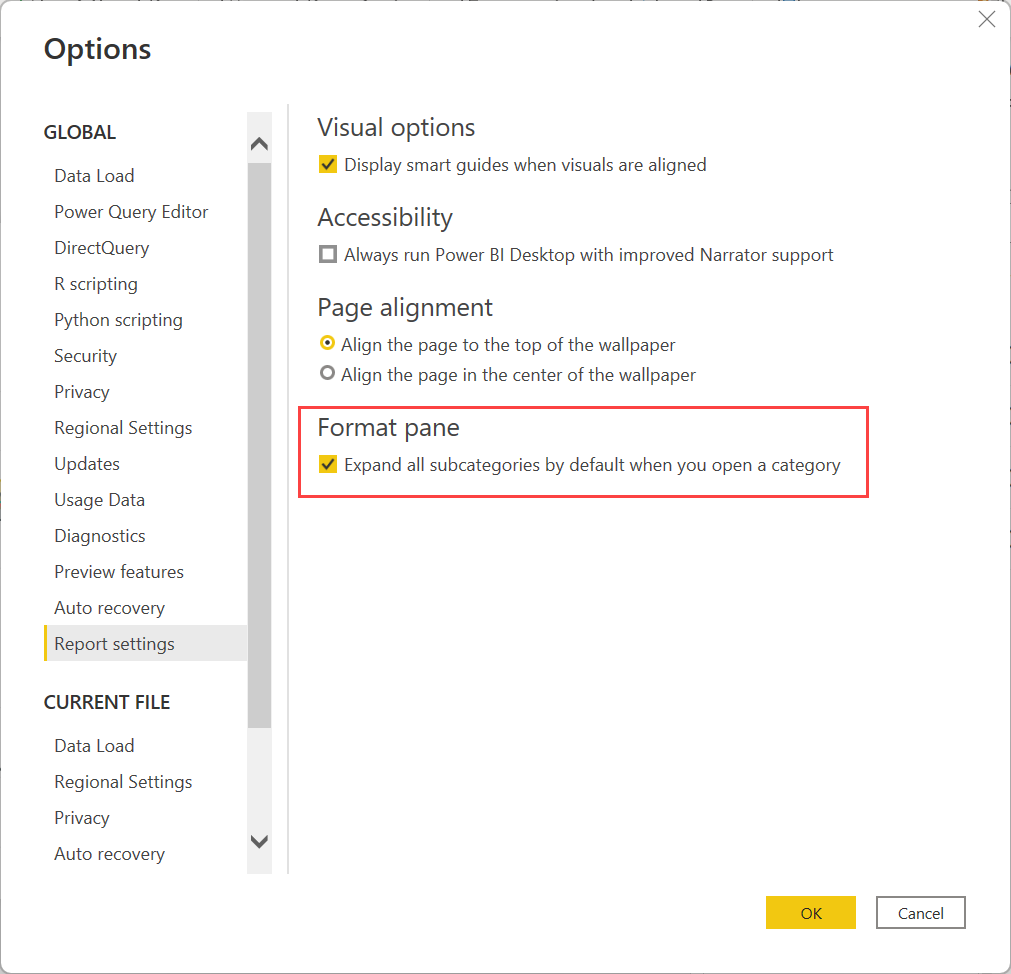 Options
GLOBAL
Data Load
Power Query Editor
DirectQuery
R scripting
Python scripting
Security
Privacy
Regional Settings
Updates
Usage Data
Diagnostics
Preview features
Auto recovery
Report settings
CURRENT FILE
Data Load
Regional Settings
Privacy
Auto recovery
Visual options
Display smart guides when visuals are aligned
Accessibility
Always run Power BI Desktop with improved Narrator support
Page alignment
Align the page to the top of the wallpaper
Align the page in the center of the wallpaper
Format pane
Expand all subcategories by default when you open a category
OK
Cancel